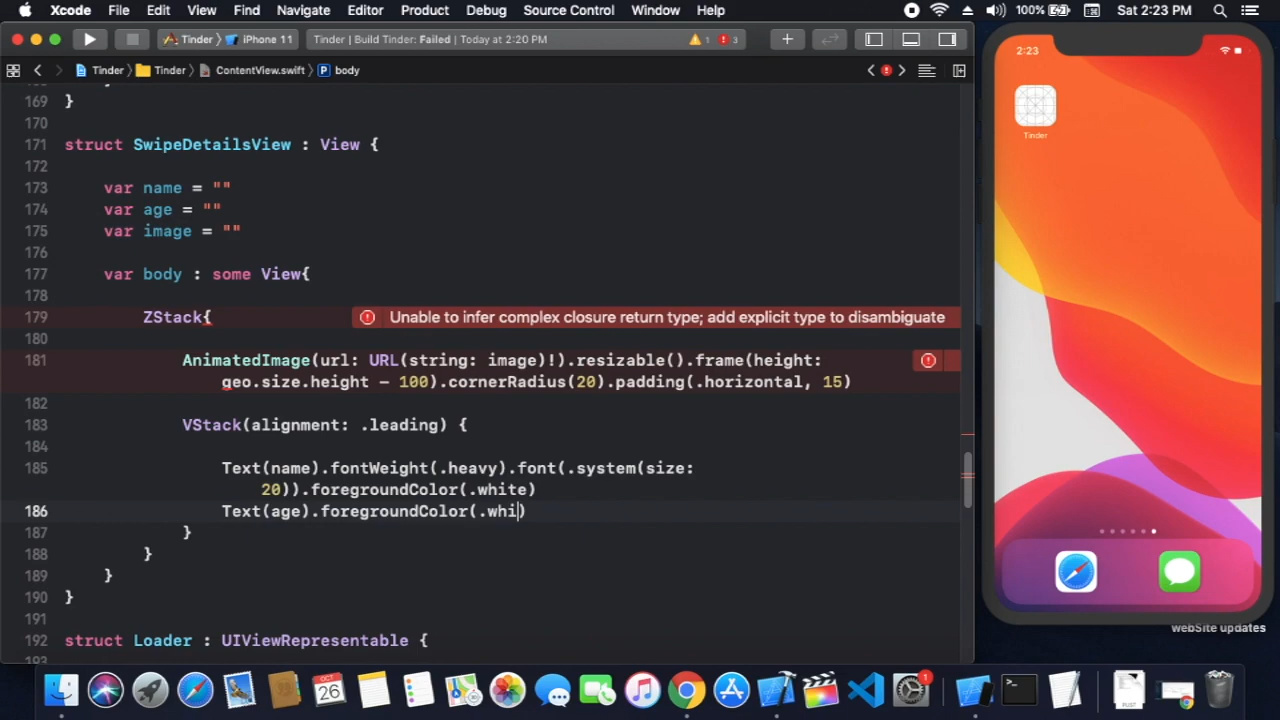 Xcode File Edit View Find Navigate Editor Product Debug Source Control Window Help 100% Sat 2:23 PM
Tinder 〉 iPhone 11 Tinder | Build Tinder: Failed | Today at 2:20 PM 1 3
Tinder 〉 Tinder 〉 ContentView.swift 〉 P body
169 }
170
171 struct SwipeDetailsView : View {
172
173 var name = ""
174 var age = ""
175 var image = ""
176
177 var body : some View{
178
179 ZStack{ Unable to infer complex closure return type; add explicit type to disambiguate
180
181 AnimatedImage(url: URL(string: image)!).resizable().frame(height:
geo.size.height - 100).cornerRadius(20).padding(.horizontal, 15)
182
183 VStack(alignment: .leading) {
184
185 Text(name).fontWeight(.heavy).font(.system(size:
20)).foregroundColor(.white)
186 Text(age).foregroundColor(.whi)
187 }
188 }
189 }
190 }
191
192 struct Loader : UIViewRepresentable {
193
2:23
Tinder
webSite updates
OCT
26
1